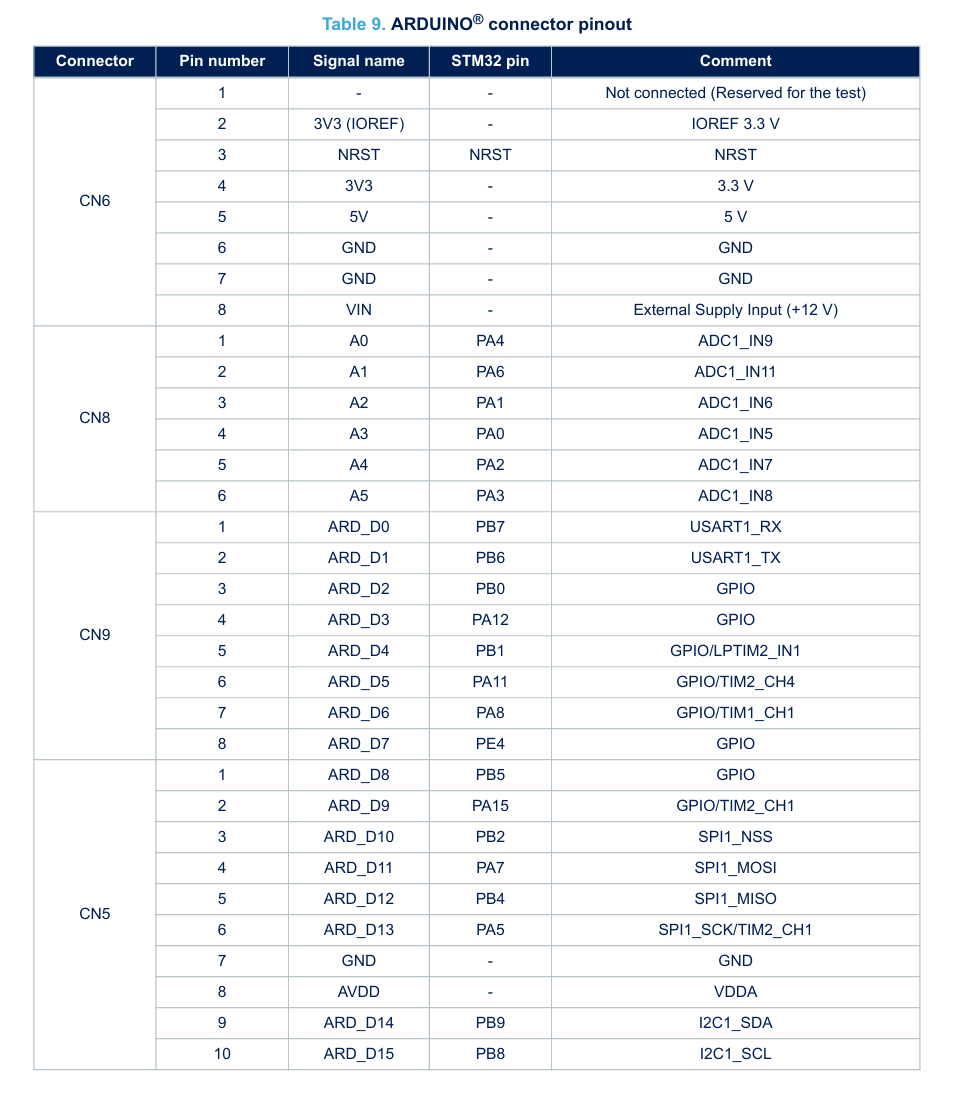 Table 9. ARDUINO® connector pinout
Connector Pin number Signal name STM32 pin Comment
CN6
1 - - Not connected (Reserved for the test)
2 3V3 (IOREF) - IOREF 3.3 V
3 NRST NRST NRST
4 3V3 - 3.3 V
5 5V - 5 V
6 GND - GND
7 GND - GND
8 VIN - External Supply Input (+12 V)
CN8
1 A0 PA4 ADC1_IN9
2 A1 PA6 ADC1_IN11
3 A2 PA1 ADC1_IN6
4 A3 PA0 ADC1_IN5
5 A4 PA2 ADC1_IN7
6 A5 PA3 ADC1_IN8
CN9
1 ARD_D0 PB7 USART1_RX
2 ARD_D1 PB6 USART1_TX
3 ARD_D2 PB0 GPIO
4 ARD_D3 PA12 GPIO
5 ARD_D4 PB1 GPIO/LPTIM2_IN1
6 ARD_D5 PA11 GPIO/TIM2_CH4
7 ARD_D6 PA8 GPIO/TIM1_CH1
8 ARD_D7 PE4 GPIO
CN5
1 ARD_D8 PB5 GPIO
2 ARD_D9 PA15 GPIO/TIM2_CH1
3 ARD_D10 PB2 SPI1_NSS
4 ARD_D11 PA7 SPI1_MOSI
5 ARD_D12 PB4 SPI1_MISO
6 ARD_D13 PA5 SPI1_SCK/TIM2_CH1
7 GND - GND
8 AVDD - VDDA
9 ARD_D14 PB9 I2C1_SDA
10 ARD_D15 PB8 I2C1_SCL